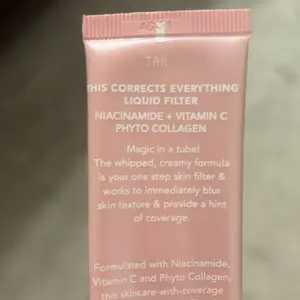 TAN
THIS CORRECTS EVERYTHING
LIQUID FILTER
NIACINAMIDE + VITAMIN C
PHYTO COLLAGEN
Magic in a tube!
The whipped, creamy formula
is your one step skin filter &
works to immediately blur
skin texture & provide a hint
of coverage.
Formulated with Niacinamide,
Vitamin C and Phyto Collagen,
this skincare-with-coverage